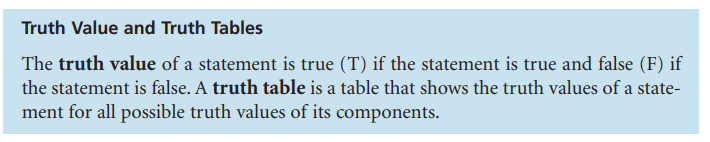 Truth Value and Truth Tables
The truth value of a statement is true (T) if the statement is true and false (F) if
the statement is false. A truth table is a table that shows the truth values of a state-
ment for all possible truth values of its components.